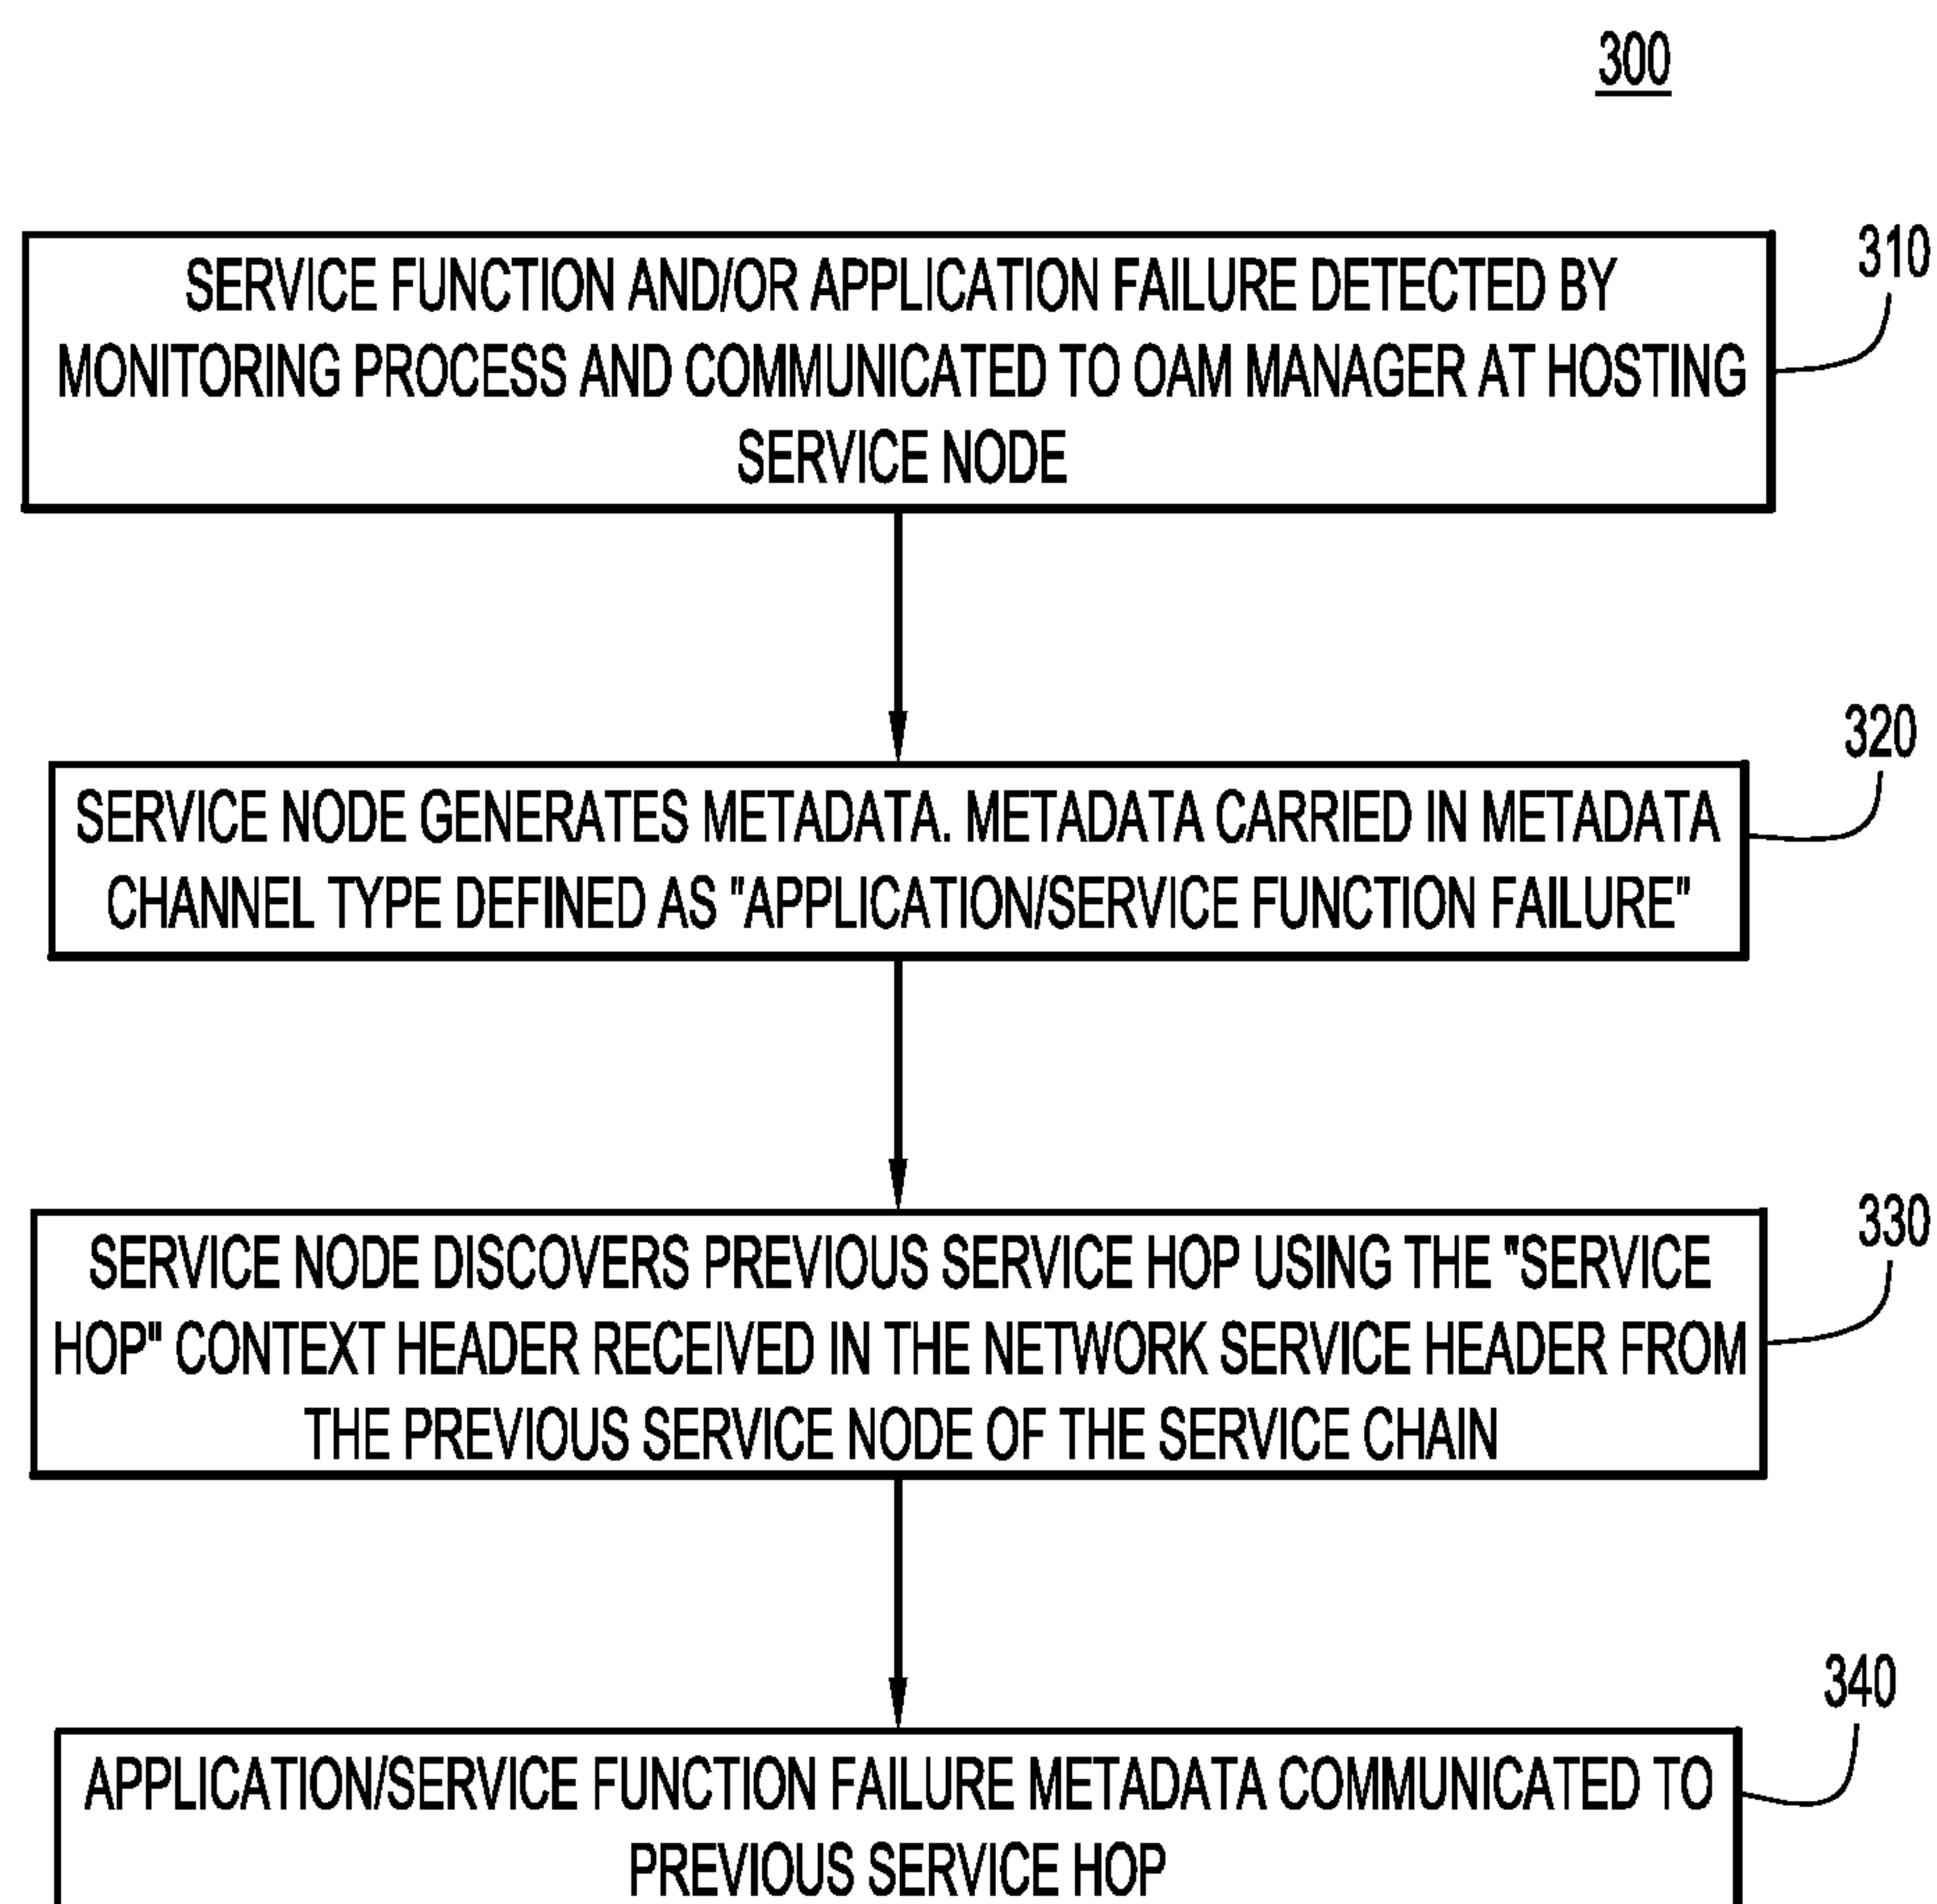 300
310
SERVICE FUNCTION AND/OR APPLICATION FAILURE DETECTED BY
MONITORING PROCESS AND COMMUNICATED TO OAM MANAGER AT HOSTING
SERVICE NODE
320
SERVICE NODE GENERATES METADATA. METADATA CARRIED IN METADATA
CHANNEL TYPE DEFINED AS "APPLICATION/SERVICE FUNCTION FAILURE"
330
SERVICE NODE DISCOVERS PREVIOUS SERVICE HOP USING THE "SERVICE
HOP" CONTEXT HEADER RECEIVED IN THE NETWORK SERVICE HEADER FROM
THE PREVIOUS SERVICE NODE OF THE SERVICE CHAIN
340
APPLICATION/SERVICE FUNCTION FAILURE METADATA COMMUNICATED TO
PREVIOUS SERVICE HOP